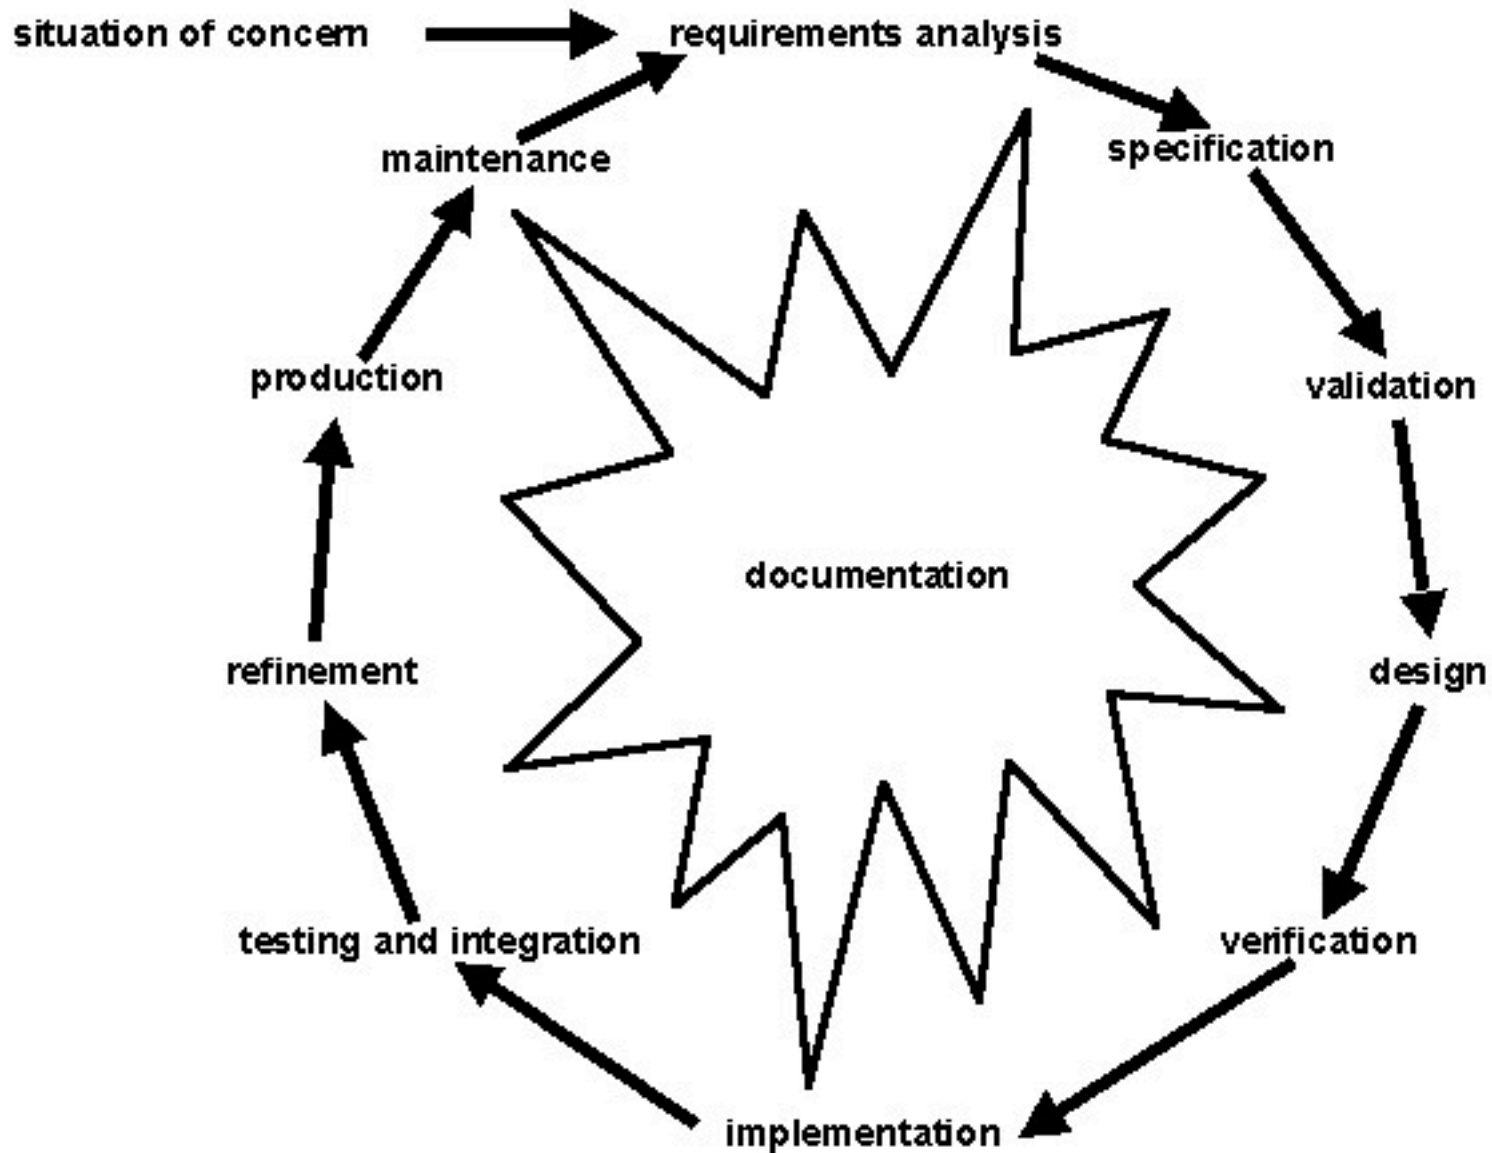 situation of concern
requirements analysis
specification
validation
design
verification
implementation
testing and integration
refinement
production
maintenance
documentation